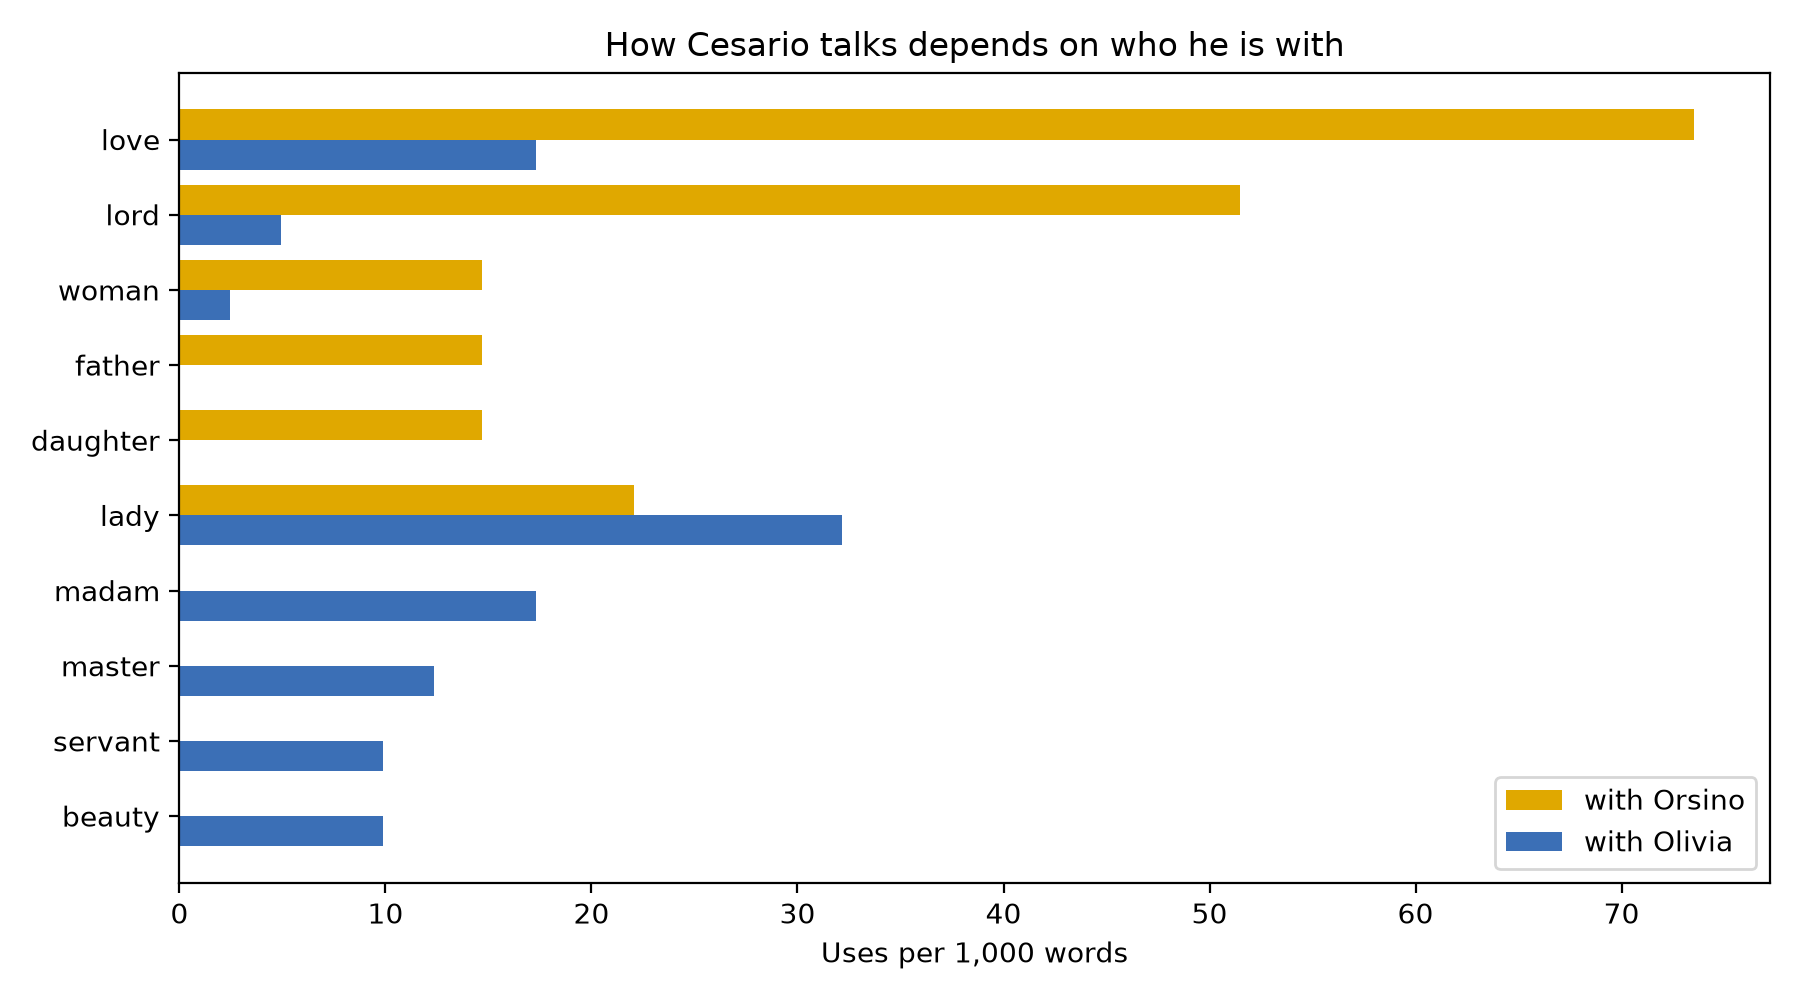 How Cesario talks depends on who he is with
love
lord
woman
father
daughter
lady
madam
master
servant
beauty
with Orsino
with Olivia
0 10 20 30 40 50 60 70
Uses per 1,000 words